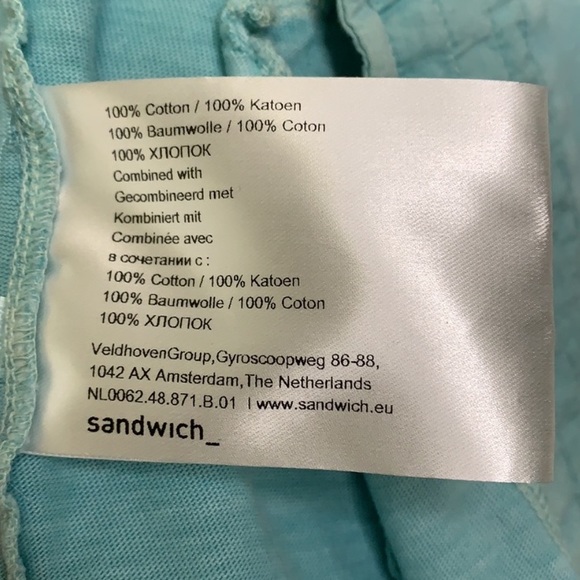 100% Cotton / 100% Katoen
100% Baumwolle / 100% Coton
100% ХЛОПОК
Combined with
Gecombineerd met
Kombiniert mit
Combinée avec
в сочетании с :
100% Cotton / 100% Katoen
100% Baumwolle / 100% Coton
100% ХЛОПОК
VeldhovenGroup,Gyroscoopweg 86-88,
1042 AX Amsterdam,The Netherlands
NL0062.48.871.B.01 | www.sandwich.eu
sandwich_